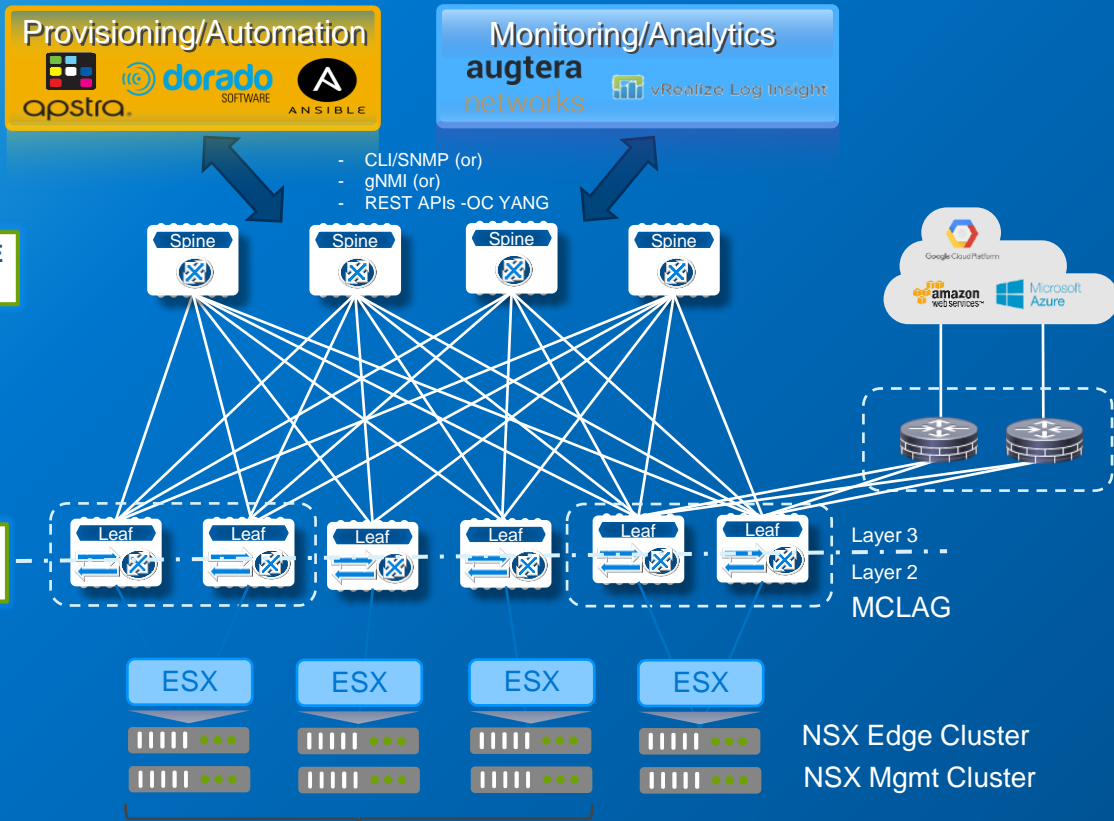 Provisioning/Automation
apstra.
dorado
SOFTWARE
ANSIBLE
Monitoring/Analytics
augtera
networks
vRealize Log Insight
- CLI/SNMP (or)
- gNMI (or)
- REST APIs -OC YANG
E
Spine
Spine
Spine
Spine
Google Cloud Platform
amazon
web services™
Microsoft
Azure
Leaf
Leaf
Leaf
Leaf
Leaf
Leaf
Layer 3
Layer 2
MCLAG
ESX
ESX
ESX
ESX
NSX Edge Cluster
NSX Mgmt Cluster